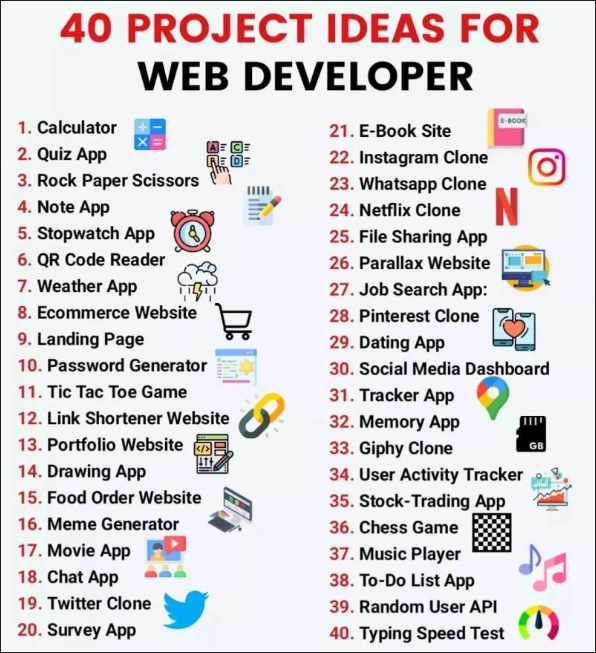 40 PROJECT IDEAS FOR
WEB DEVELOPER
1. Calculator
2. Quiz App
3. Rock Paper Scissors
4. Note App
5. Stopwatch App
6. QR Code Reader
7. Weather App
8. Ecommerce Website
9. Landing Page
10. Password Generator
11. Tic Tac Toe Game
12. Link Shortener Website
13. Portfolio Website
14. Drawing App
15. Food Order Website
16. Meme Generator
17. Movie App
18. Chat App
19. Twitter Clone
20. Survey App
A
B
C
D
21. E-Book Site
22. Instagram Clone
23. Whatsapp Clone
24. Netflix Clone
25. File Sharing App
26. Parallax Website
27. Job Search App:
28. Pinterest Clone
29. Dating App
30. Social Media Dashboard
31. Tracker App
32. Memory App
33. Giphy Clone
34. User Activity Tracker
35. Stock-Trading App
36. Chess Game
37. Music Player
38. To-Do List App
39. Random User API
40. Typing Speed Test
E-BOOK
N
GB